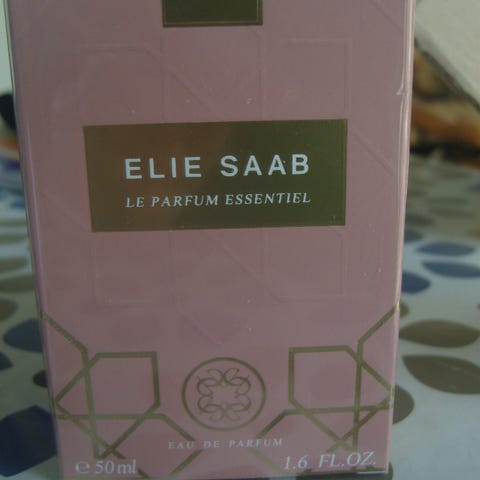 ELIE SAAB
LE PARFUM ESSENTIEL
EAU DE PARFUM
℮ 50 ml 1.6 FL.OZ.